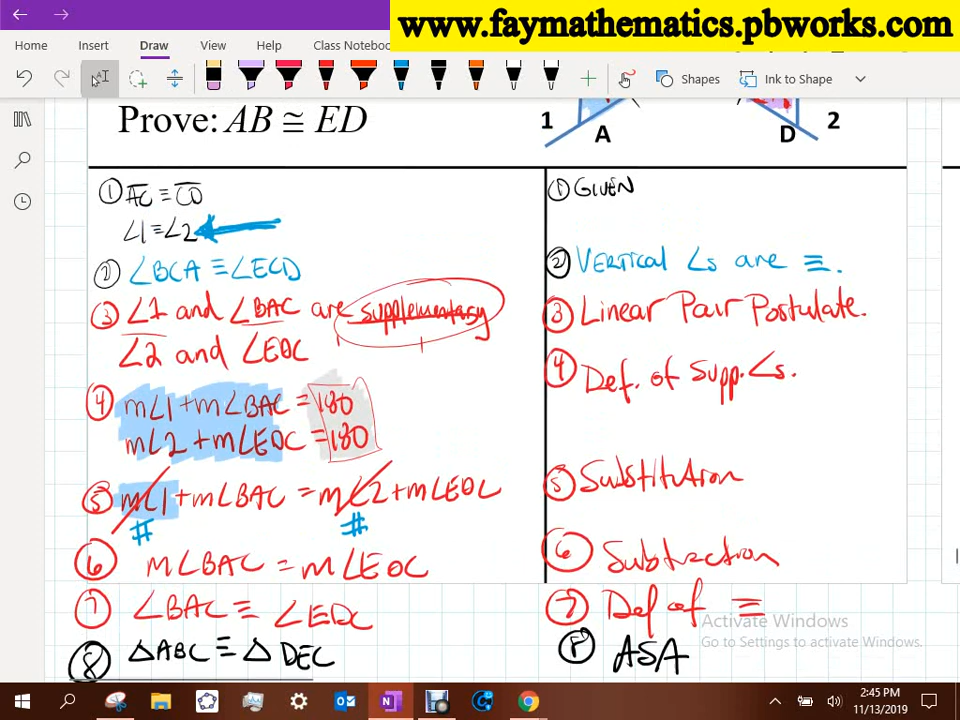 www.faymathematics.pbworks.com
Home Insert Draw View Help Class Notebook
Shapes Ink to Shape
Prove: AB ≅ ED
1 A D 2
① AC ≅ CD ① GIVEN
∠1 ≅ ∠2
② ∠BCA ≅ ∠ECD ② VERTICAL ∠s are ≅.
③ ∠1 and ∠BAC are supplementary ③ Linear Pair Postulate.
∠2 and ∠EDC
④ m∠1 + m∠BAC = 180 ④ Def. of Supp. ∠s.
m∠2 + m∠EDC = 180
⑤ m∠1 + m∠BAC = m∠2 + m∠EDC ⑤ Substitution
# #
⑥ m∠BAC = m∠EDC ⑥ Subtraction
⑦ ∠BAC ≅ ∠EDC ⑦ Def of ≅
Activate Windows
Go to Settings to activate Windows.
⑧ △ABC ≅ △DEC ⑧ ASA
2:45 PM
11/13/2019